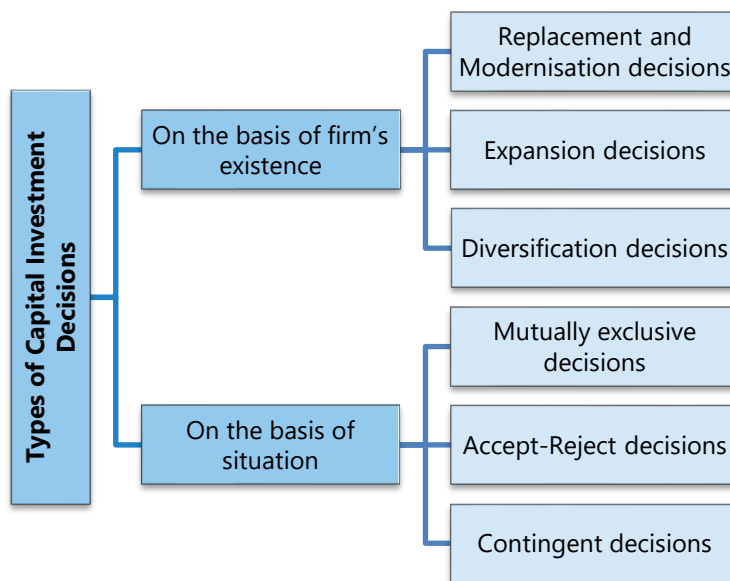 Types of Capital Investment
Decisions
On the basis of firm's
existence
Replacement and
Modernisation decisions
Expansion decisions
Diversification decisions
On the basis of
situation
Mutually exclusive
decisions
Accept-Reject decisions
Contingent decisions